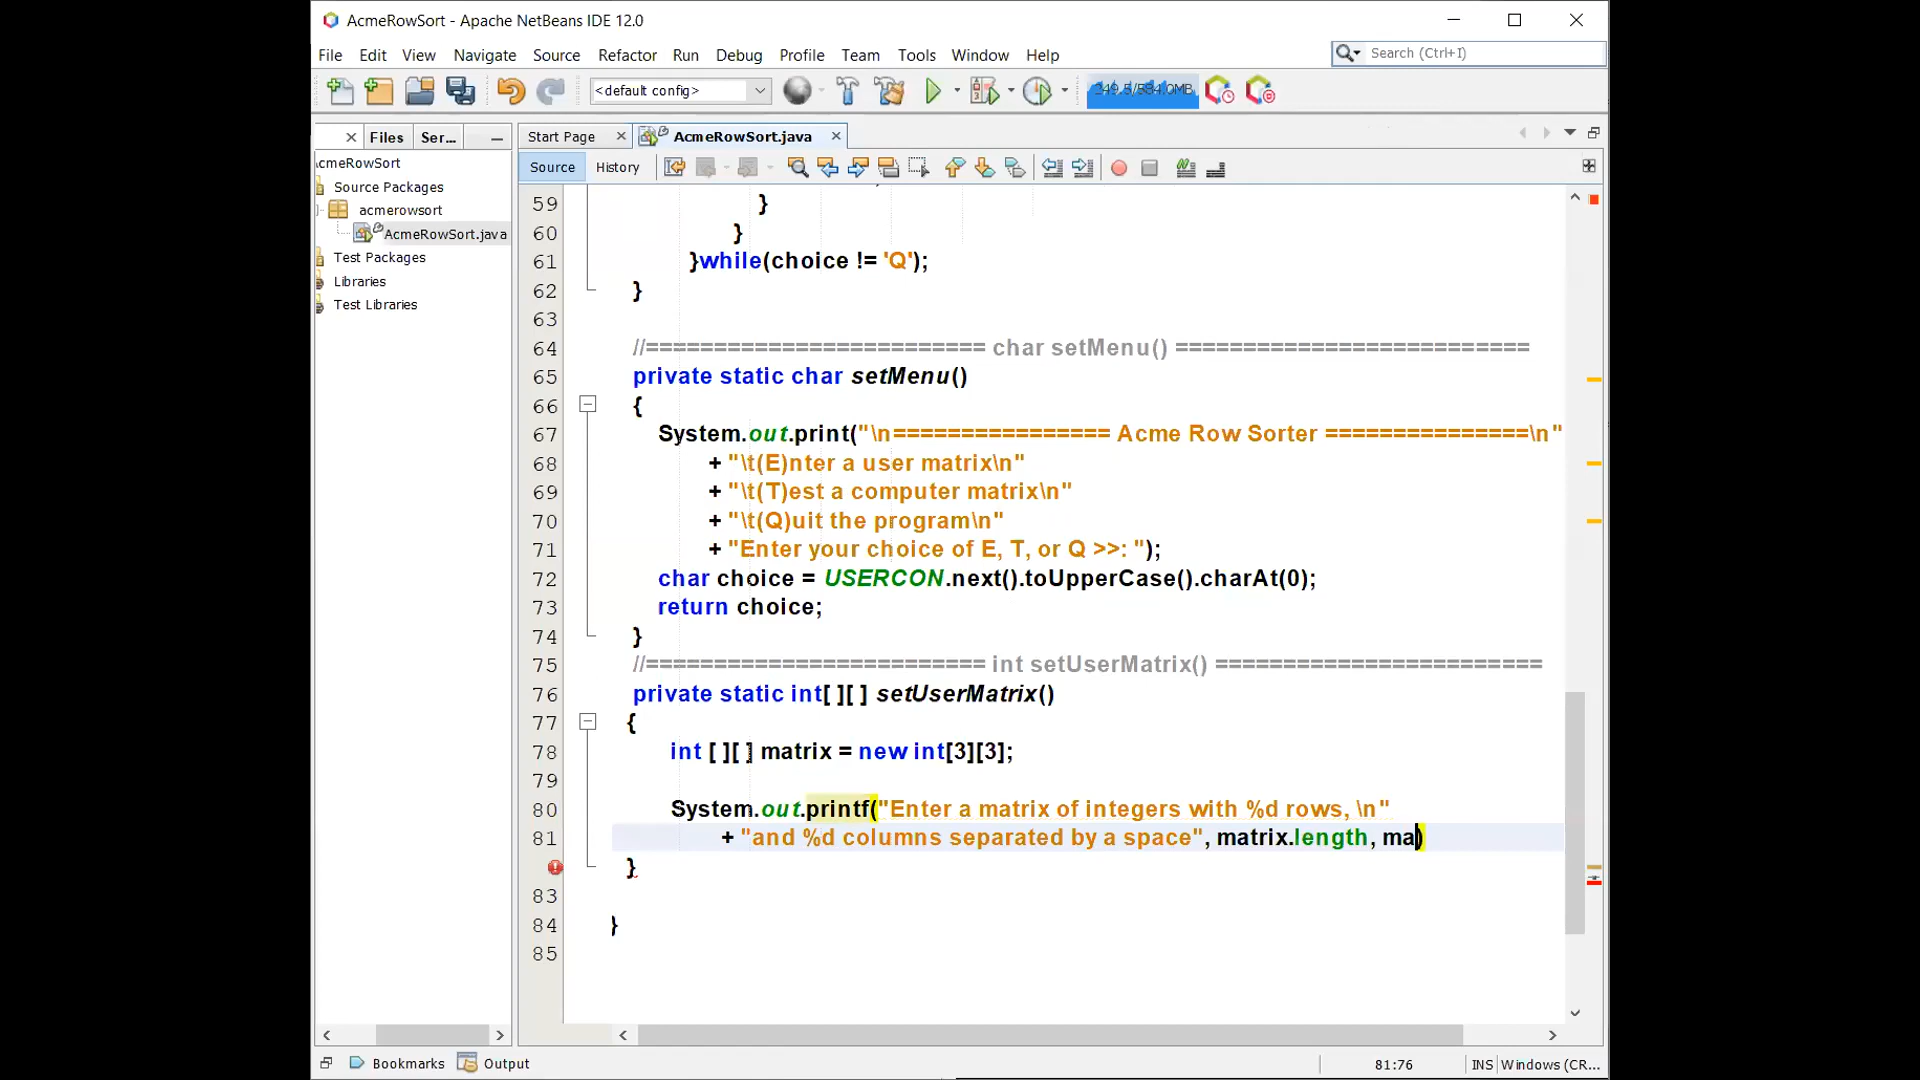 AcmeRowSort - Apache NetBeans IDE 12.0
File Edit View Navigate Source Refactor Run Debug Profile Team Tools Window Help
Search (Ctrl+I)
<default config>
249.5/534.0MB
Files Ser...
Start Page AcmeRowSort.java
Source History
cmeRowSort
Source Packages
acmerowsort
AcmeRowSort.java
Test Packages
Libraries
Test Libraries
59 }
60 }
61 }while(choice != 'Q');
62 }
63
64 //========================= char setMenu() ==========================
65 private static char setMenu()
66 {
67 System.out.print("\n================ Acme Row Sorter ===============\n"
68 + "\t(E)nter a user matrix\n"
69 + "\t(T)est a computer matrix\n"
70 + "\t(Q)uit the program\n"
71 + "Enter your choice of E, T, or Q >>: ");
72 char choice = USERCON.next().toUpperCase().charAt(0);
73 return choice;
74 }
75 //========================= int setUserMatrix() ========================
76 private static int[ ][ ] setUserMatrix()
77 {
78 int [ ][ ] matrix = new int[3][3];
79
80 System.out.printf("Enter a matrix of integers with %d rows, \n"
81 + "and %d columns separated by a space", matrix.length, ma)
}
83
84 }
85
Bookmarks Output
81:76 INS Windows (CR...